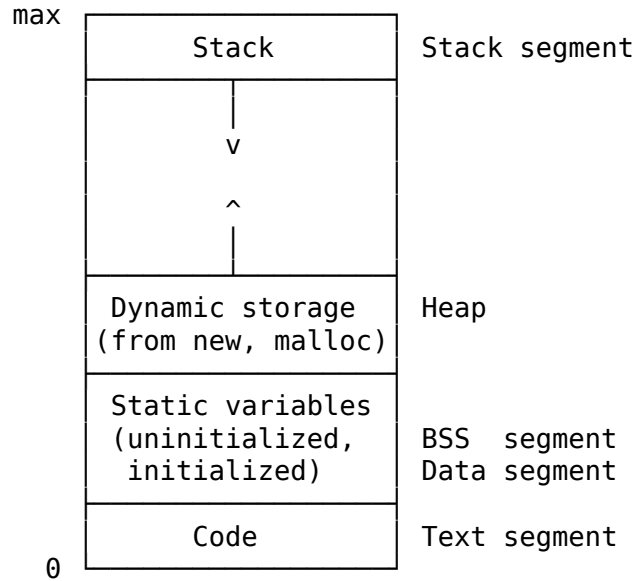 max
Stack Stack segment
v
^
Dynamic storage Heap
(from new, malloc)
Static variables
(uninitialized, BSS segment
initialized) Data segment
Code Text segment
0